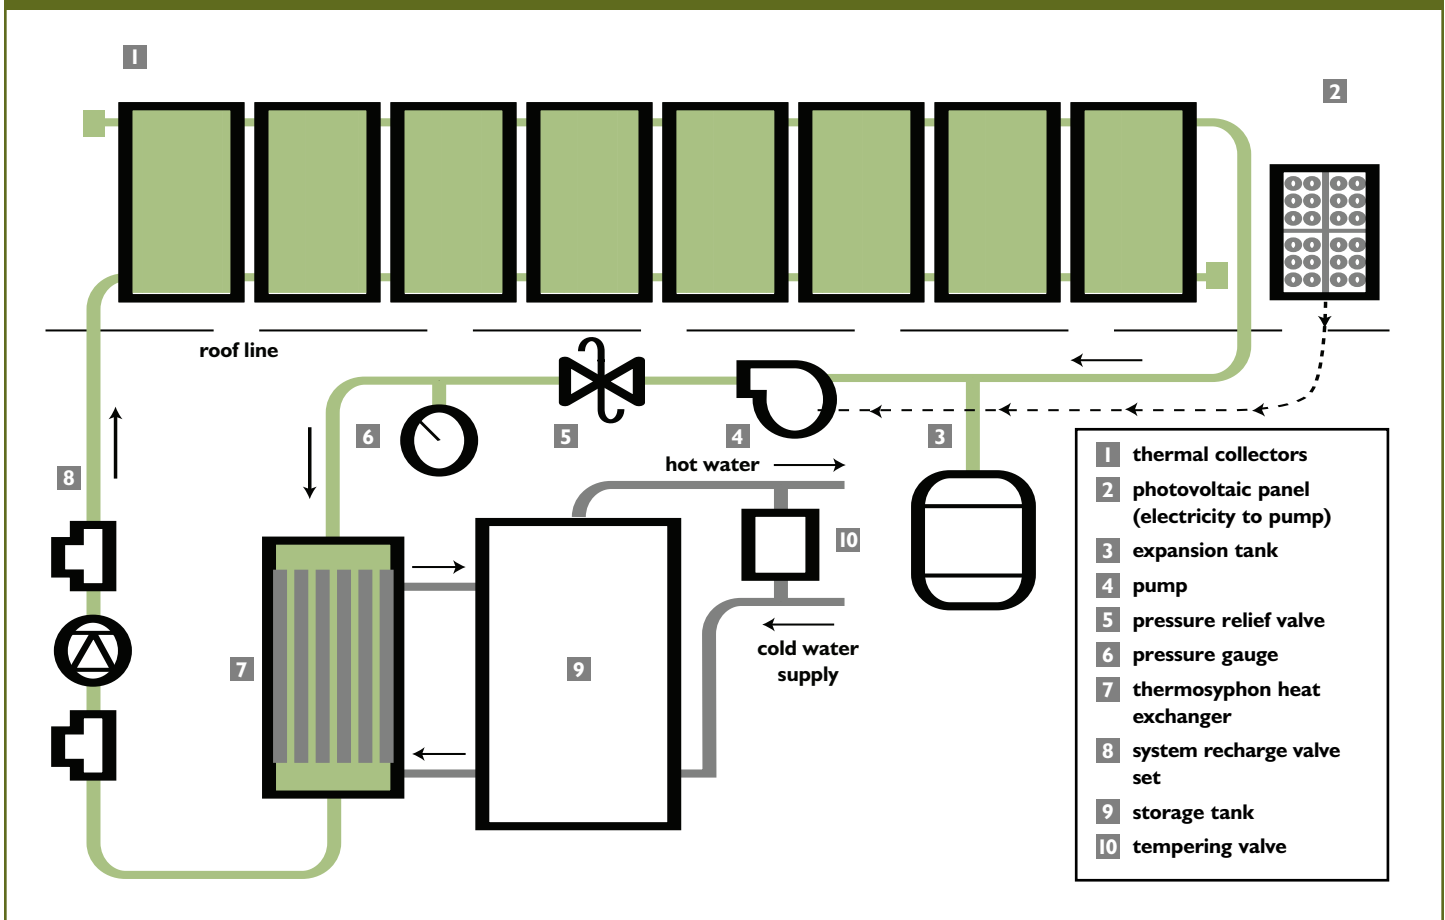 1
2
roof line
6
5
4
3
8
hot water
10
7
9
cold water
supply
1 thermal collectors
2 photovoltaic panel
(electricity to pump)
3 expansion tank
4 pump
5 pressure relief valve
6 pressure gauge
7 thermosyphon heat
exchanger
8 system recharge valve
set
9 storage tank
10 tempering valve